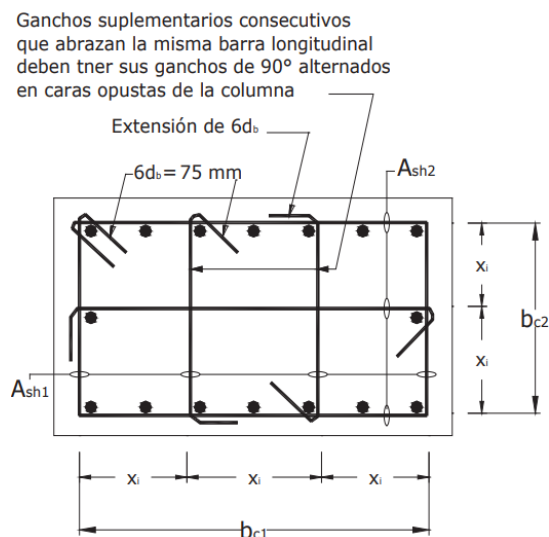 Ganchos suplementarios consecutivos
que abrazan la misma barra longitudinal
deben tner sus ganchos de 90° alternados
en caras opustas de la columna
Extensión de 6db
6db=75 mm
Ash2
xi
bc2
xi
Ash1
xi xi xi
bc1